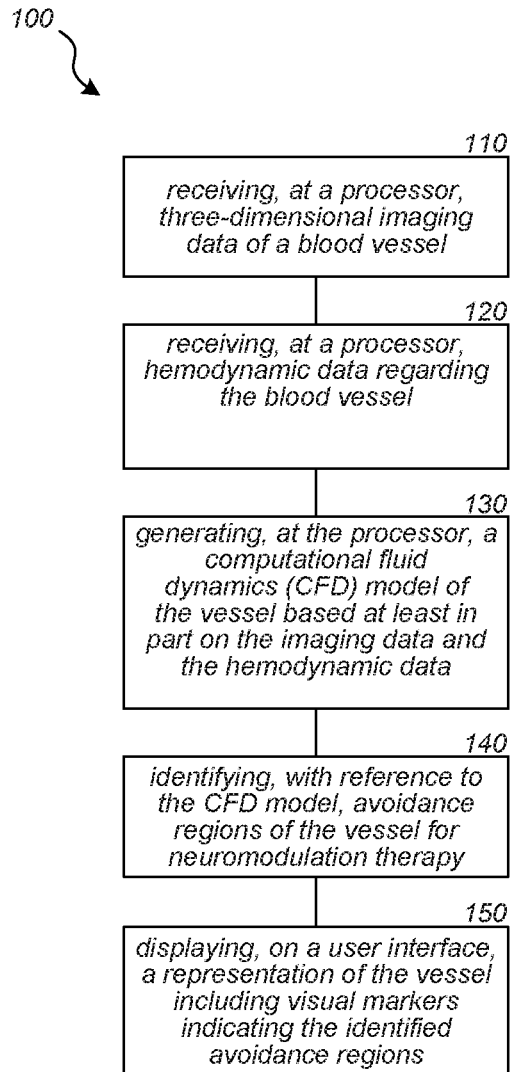 100
110
receiving, at a processor,
three-dimensional imaging
data of a blood vessel
120
receiving, at a processor,
hemodynamic data regarding
the blood vessel
130
generating, at the processor, a
computational fluid
dynamics (CFD) model of
the vessel based at least in
part on the imaging data and
the hemodynamic data
140
identifying, with reference to
the CFD model, avoidance
regions of the vessel for
neuromodulation therapy
150
displaying, on a user interface,
a representation of the vessel
including visual markers
indicating the identified
avoidance regions